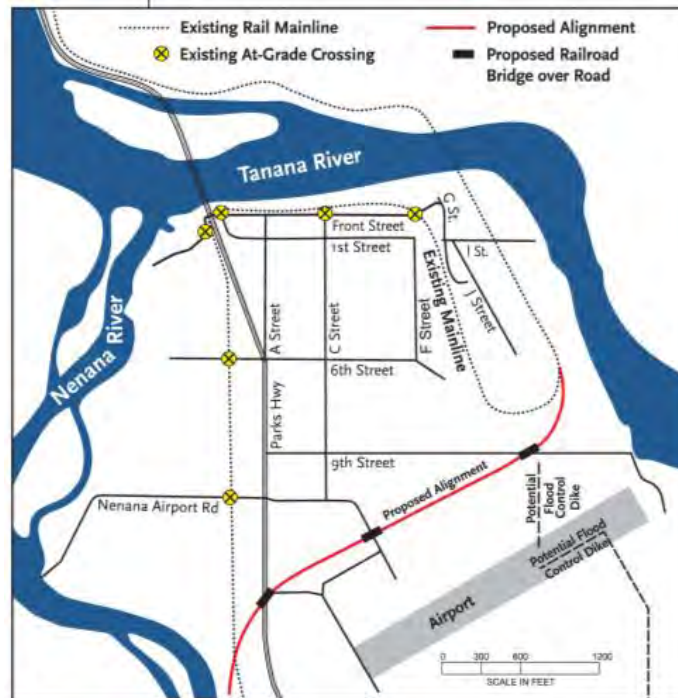 Existing Rail Mainline
Existing At-Grade Crossing
Proposed Alignment
Proposed Railroad
Bridge over Road
Tanana River
Nenana River
G St.
Front Street
1st Street
I St.
J Street
Existing Mainline
A Street
C Street
F Street
6th Street
Parks Hwy
9th Street
Nenana Airport Rd
Proposed Alignment
Potential
Flood
Control
Dike
Potential Flood
Control Dike
Airport
0 300 600 1200
SCALE IN FEET